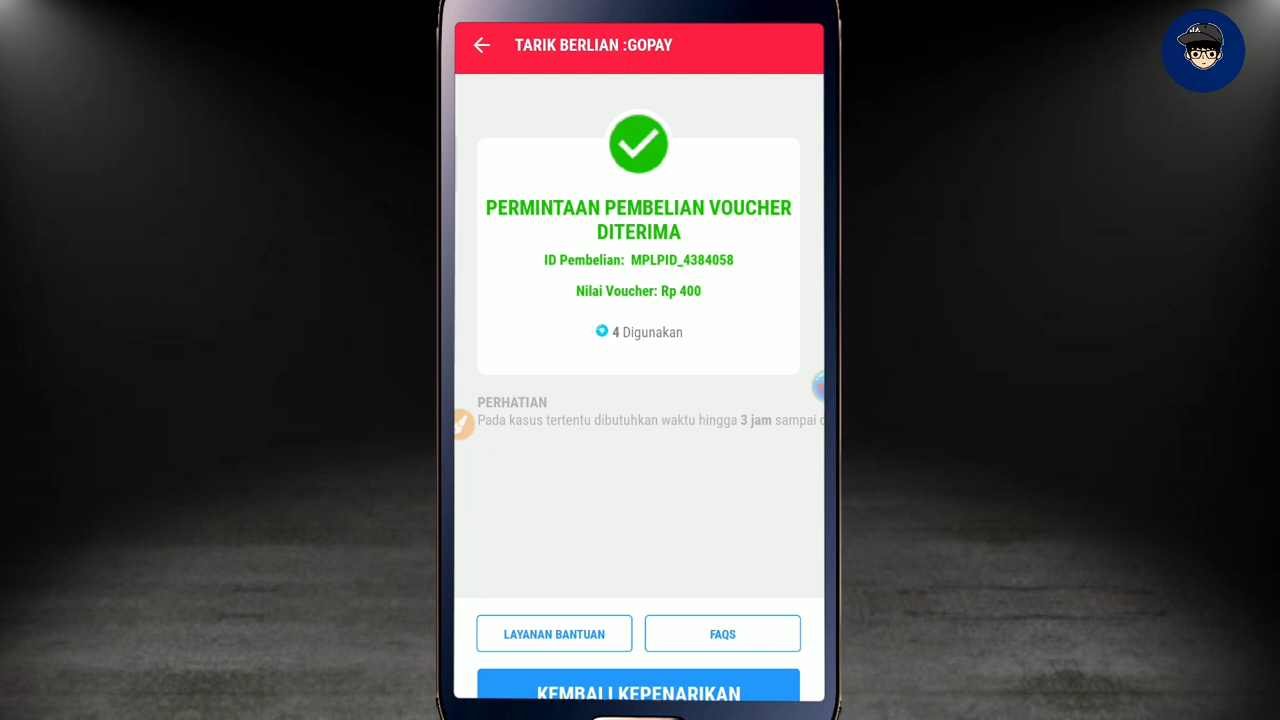 TARIK BERLIAN :GOPAY
PERMINTAAN PEMBELIAN VOUCHER
DITERIMA
ID Pembelian: MPLPID_4384058
Nilai Voucher: Rp 400
4 Digunakan
PERHATIAN
Pada kasus tertentu dibutuhkan waktu hingga 3 jam sampai
LAYANAN BANTUAN
FAQS
KEMBALI KEPENARIKAN